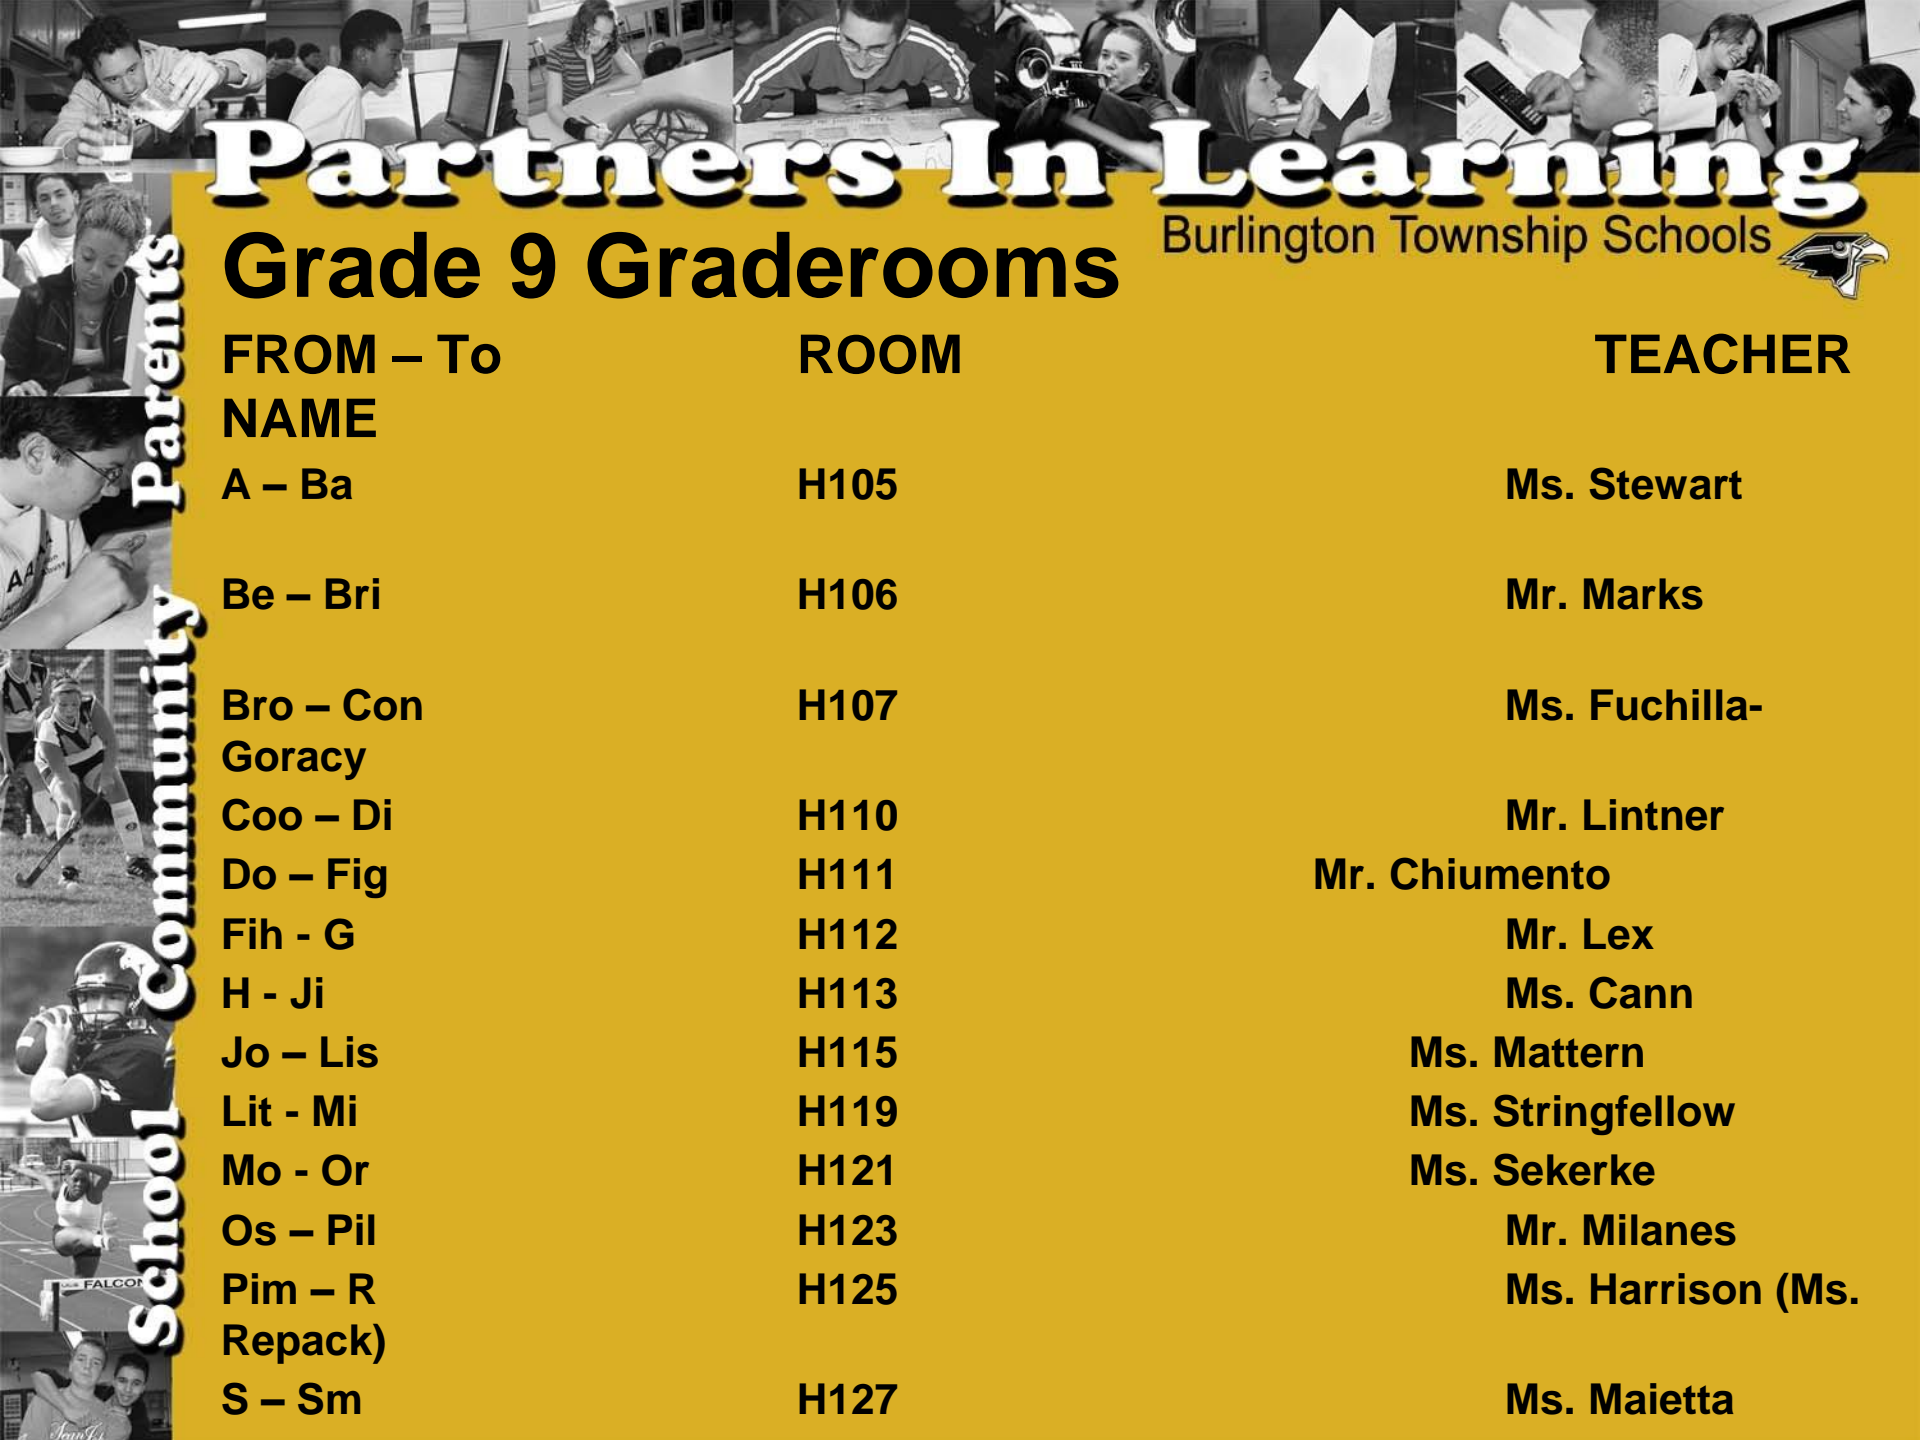 Partners In Learning
Burlington Township Schools
Parents
Community
School
Grade 9 Graderooms
FROM – To ROOM TEACHER
NAME
A – Ba H105 Ms. Stewart
Be – Bri H106 Mr. Marks
Bro – Con H107 Ms. Fuchilla-
Goracy
Coo – Di H110 Mr. Lintner
Do – Fig H111 Mr. Chiumento
Fih - G H112 Mr. Lex
H - Ji H113 Ms. Cann
Jo – Lis H115 Ms. Mattern
Lit - Mi H119 Ms. Stringfellow
Mo - Or H121 Ms. Sekerke
Os – Pil H123 Mr. Milanes
Pim – R H125 Ms. Harrison (Ms.
Repack)
S – Sm H127 Ms. Maietta